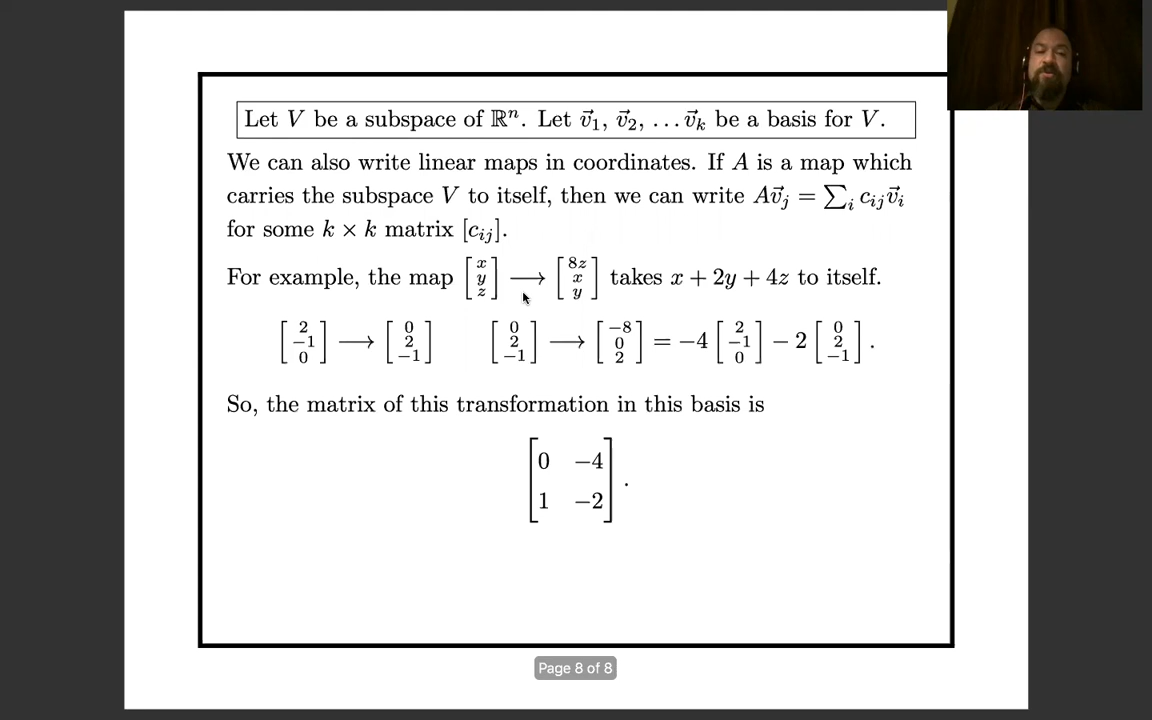 Let V be a subspace of ℝⁿ. Let v⃗₁, v⃗₂, …v⃗ₖ be a basis for V.
We can also write linear maps in coordinates. If A is a map which
carries the subspace V to itself, then we can write Av⃗ⱼ = ∑ᵢ cᵢⱼv⃗ᵢ
for some k × k matrix [cᵢⱼ].
For example, the map [x y z] ⟶ [8z x y] takes x + 2y + 4z to itself.
[2 −1 0] ⟶ [0 2 −1] [0 2 −1] ⟶ [−8 0 2] = −4 [2 −1 0] − 2 [0 2 −1].
So, the matrix of this transformation in this basis is
[0 −4
1 −2].
Page 8 of 8